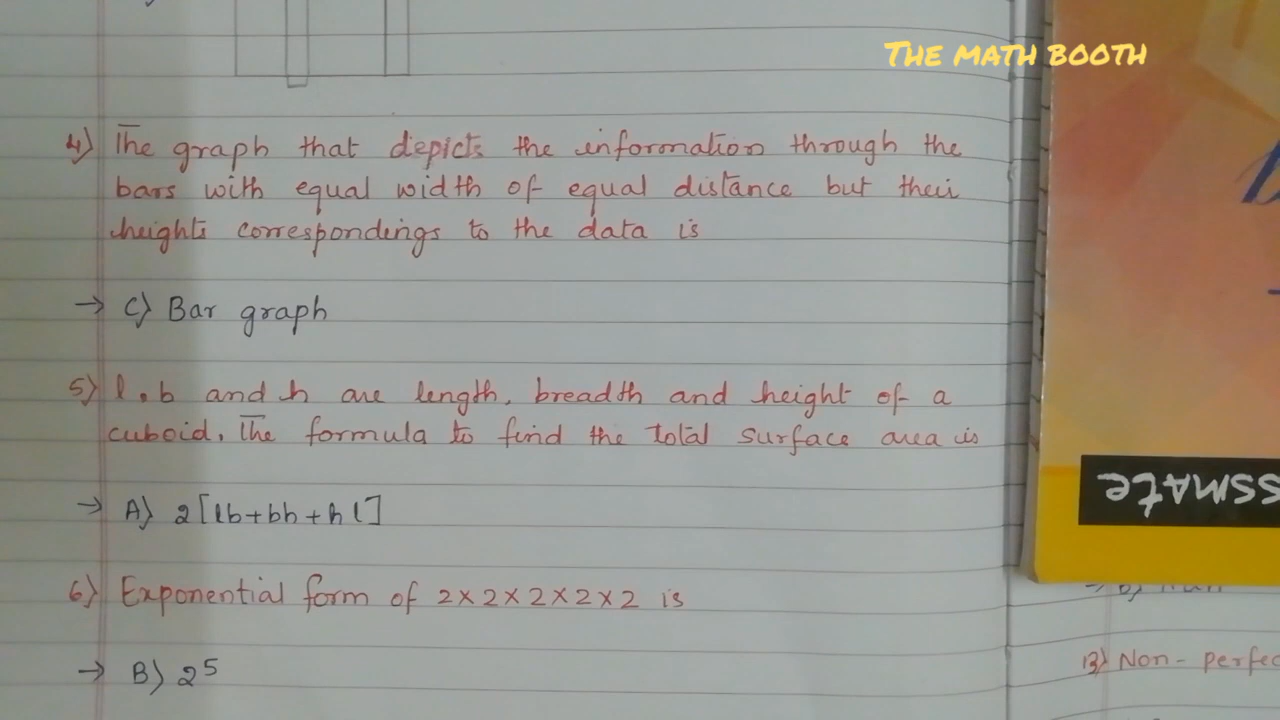 THE MATH BOOTH
4) The graph that depicts the information through the
bars with equal width of equal distance but their
heights correspondings to the data is
→ C) Bar graph
5) l, b and h are length, breadth and height of a
cuboid. The formula to find the total surface area is
→ A) 2[lb+bh+hl]
6) Exponential form of 2×2×2×2×2 is
→ B) 2⁵
ssmate
13) Non-perfec